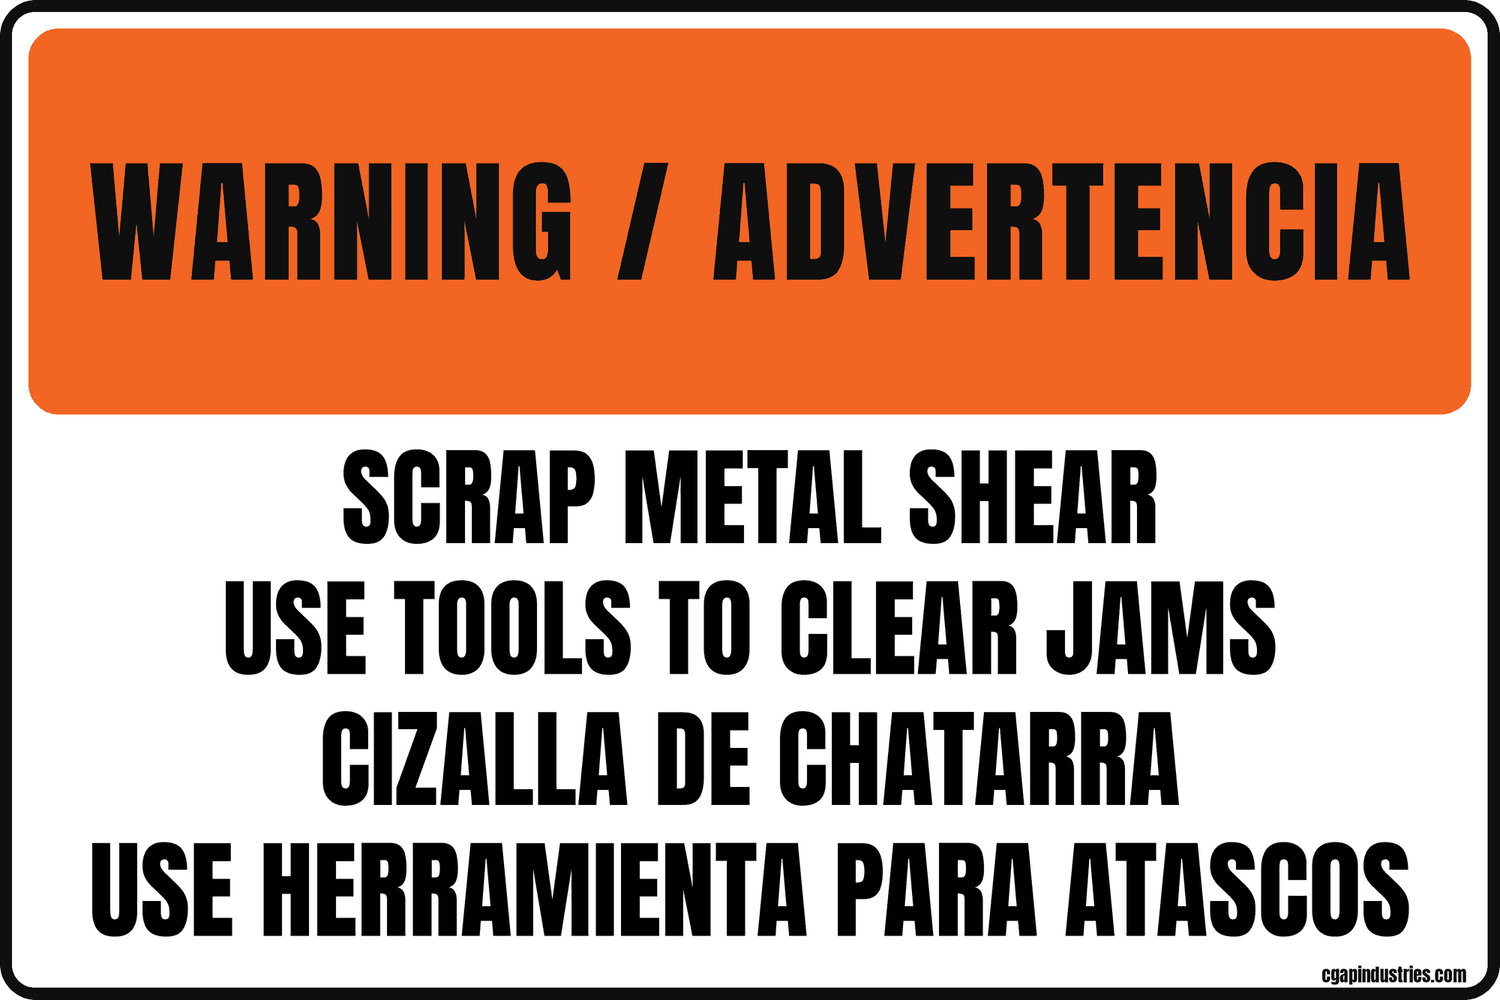 WARNING / ADVERTENCIA
SCRAP METAL SHEAR
USE TOOLS TO CLEAR JAMS
CIZALLA DE CHATARRA
USE HERRAMIENTA PARA ATASCOS
cgapindustries.com